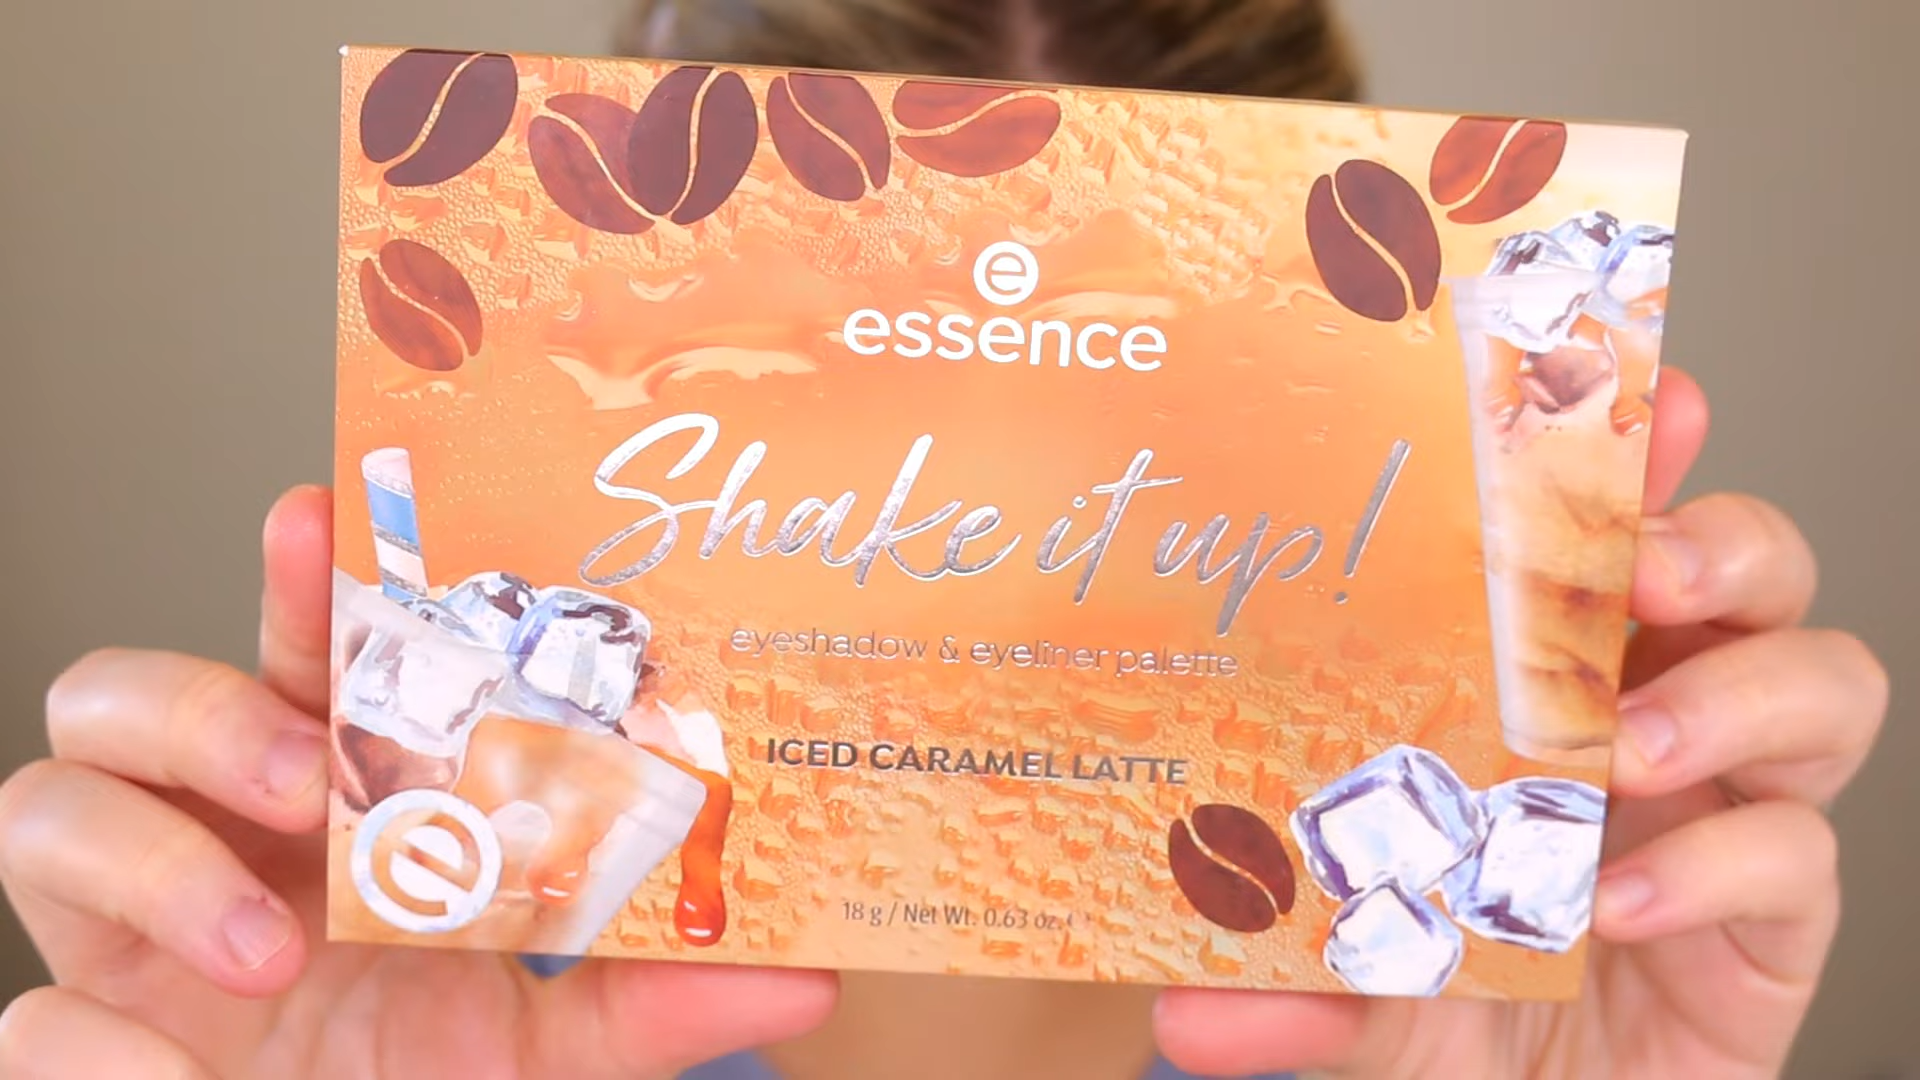 e
essence
Shake it up!
eyeshadow & eyeliner palette
ICED CARAMEL LATTE
e
18 g / Net Wt. 0.63 oz.